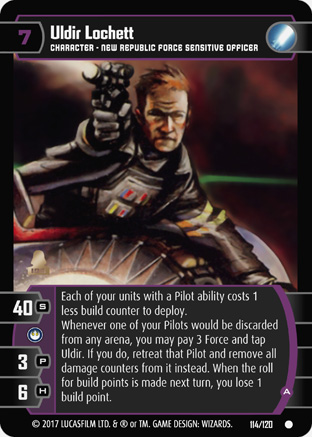 7
Uldir Lochett
CHARACTER • NEW REPUBLIC FORCE SENSITIVE OFFICER
40 S
3 P
6 H
Each of your units with a Pilot ability costs 1
less build counter to deploy.
Whenever one of your Pilots would be discarded
from any arena, you may pay 3 Force and tap
Uldir. If you do, retreat that Pilot and remove all
damage counters from it instead. When the roll
for build points is made next turn, you lose 1
build point.
A
© 2017 LUCASFILM LTD. & ® or TM. GAME DESIGN: WIZARDS. 114/120